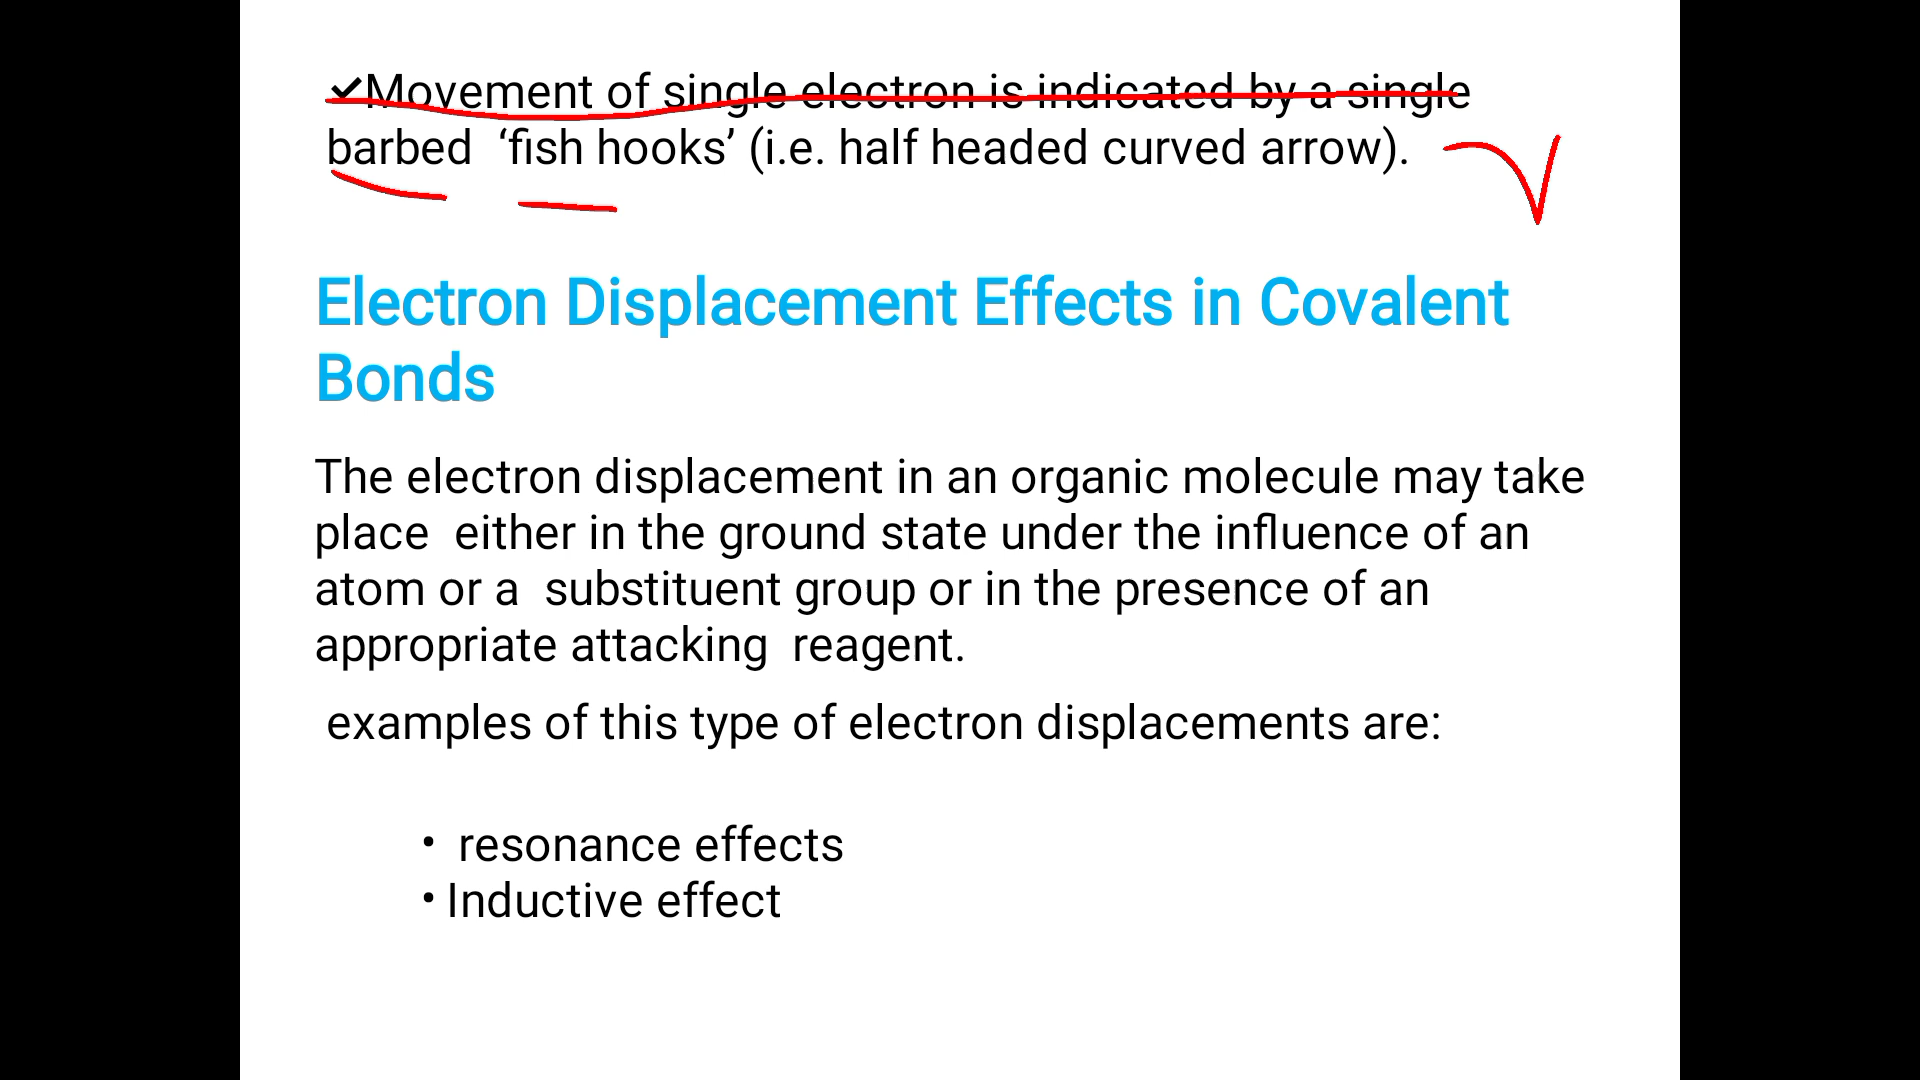 ✔Movement of single electron is indicated by a single
barbed ‘fish hooks’ (i.e. half headed curved arrow).
Electron Displacement Effects in Covalent
Bonds
The electron displacement in an organic molecule may take
place either in the ground state under the influence of an
atom or a substituent group or in the presence of an
appropriate attacking reagent.
examples of this type of electron displacements are:
• resonance effects
• Inductive effect